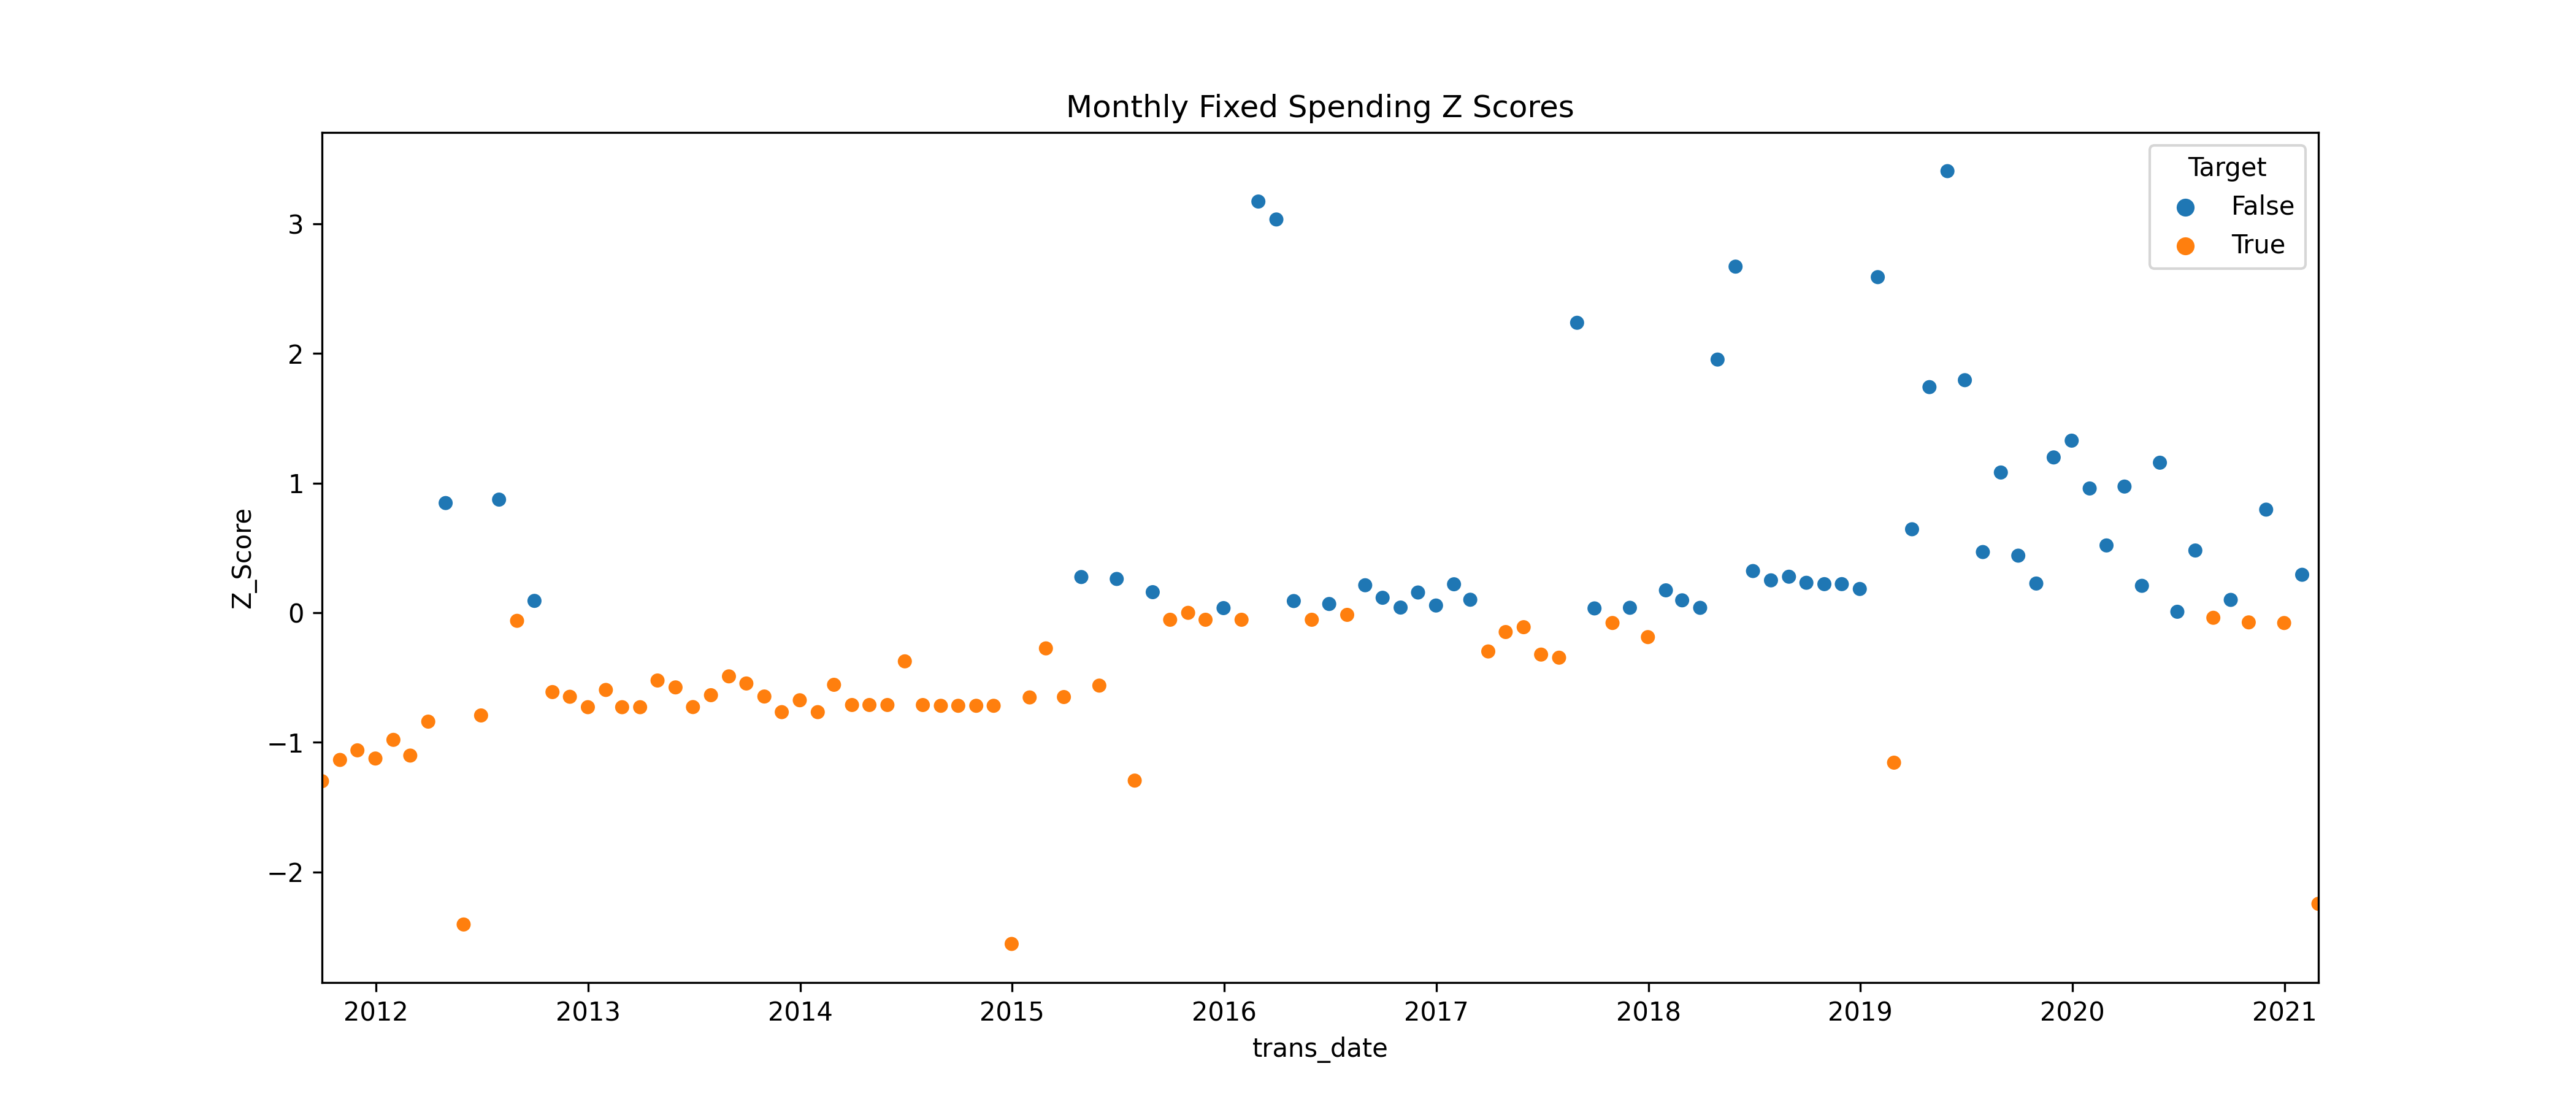 Monthly Fixed Spending Z Scores
Target
False
True
3
2
1
0
−1
−2
Z_Score
2012 2013 2014 2015 2016 2017 2018 2019 2020 2021
trans_date